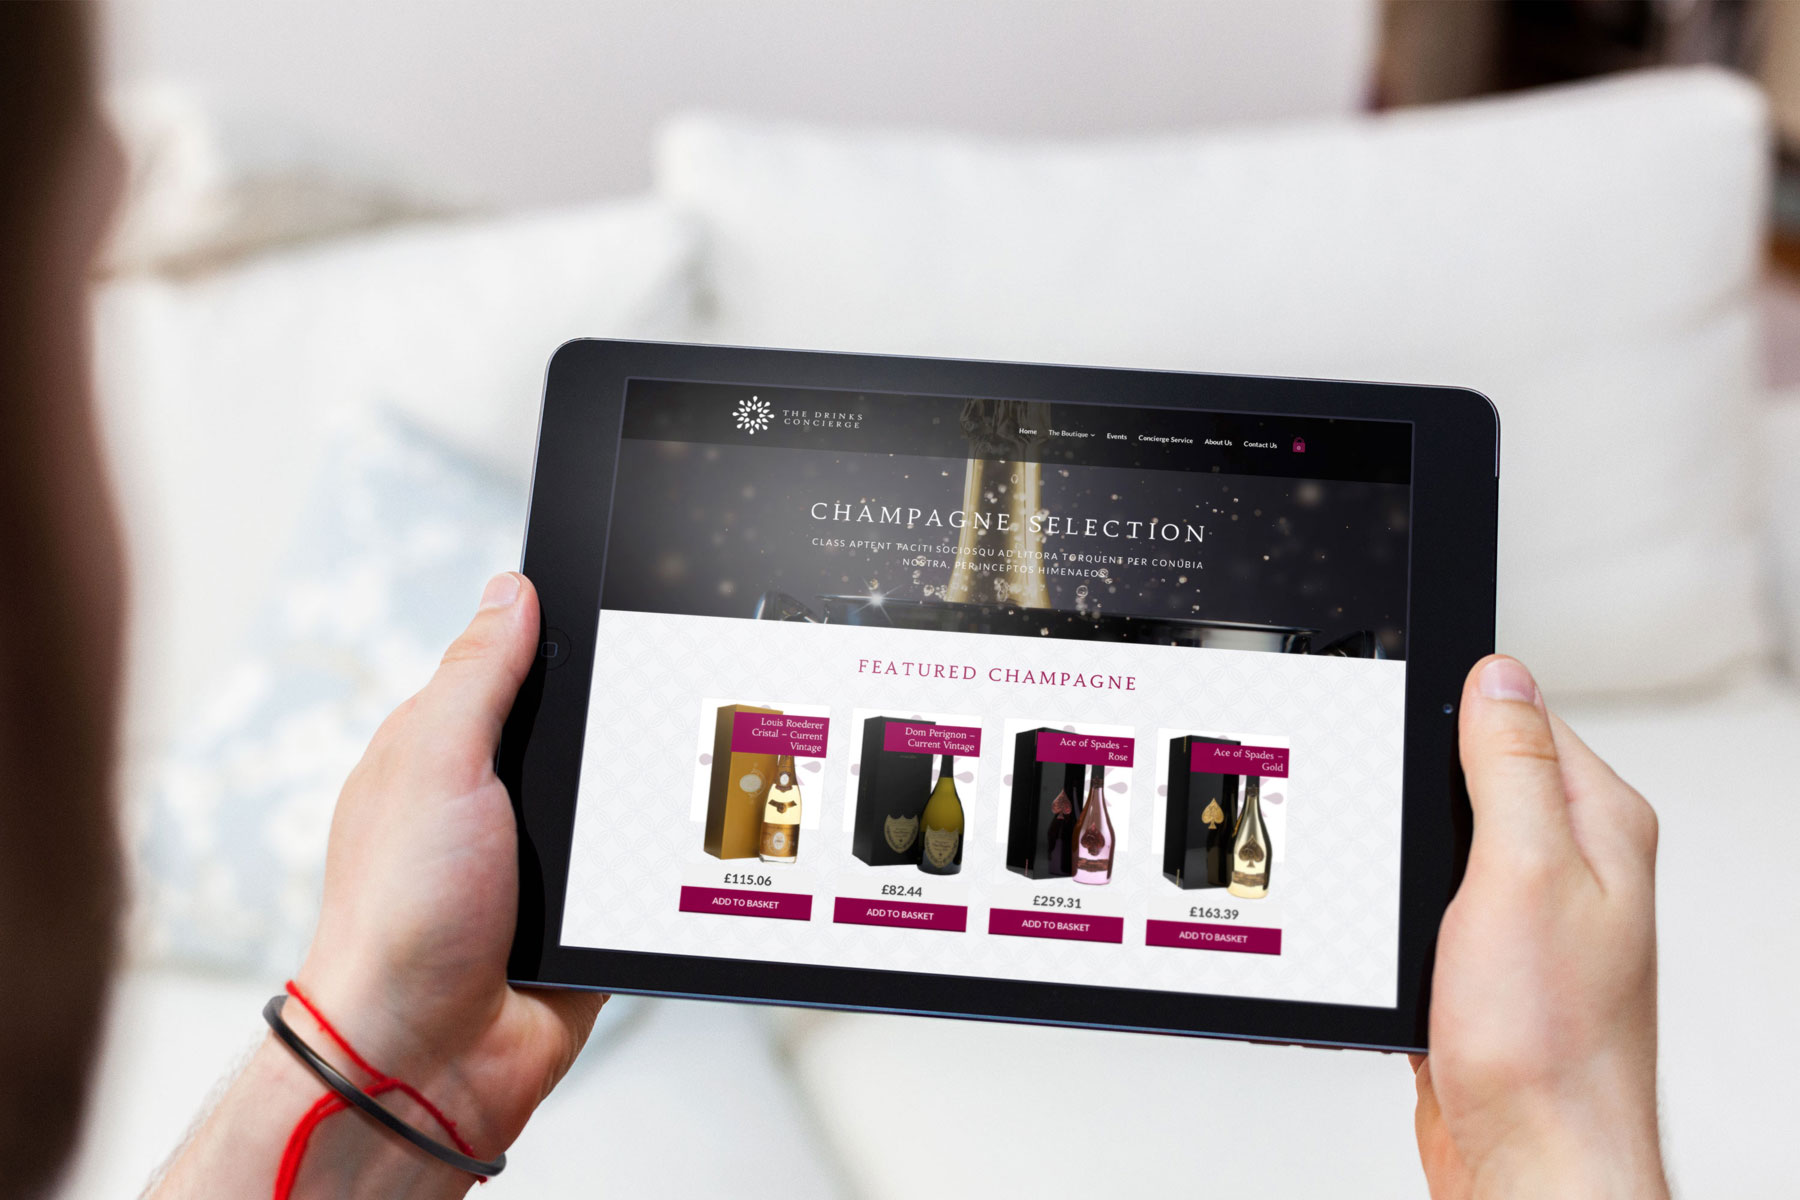 THE DRINKS
CONCIERGE
Home The Boutique Events Concierge Service About Us Contact Us
0
CHAMPAGNE SELECTION
CLASS APTENT TACITI SOCIOSQU AD LITORA TORQUENT PER CONUBIA
NOSTRA, PER INCEPTOS HIMENAEOS
FEATURED CHAMPAGNE
Louis Roederer
Cristal – Current
Vintage
£115.06
ADD TO BASKET
Dom Perignon –
Current Vintage
£82.44
ADD TO BASKET
Ace of Spades –
Rose
£259.31
ADD TO BASKET
Ace of Spades –
Gold
£163.39
ADD TO BASKET